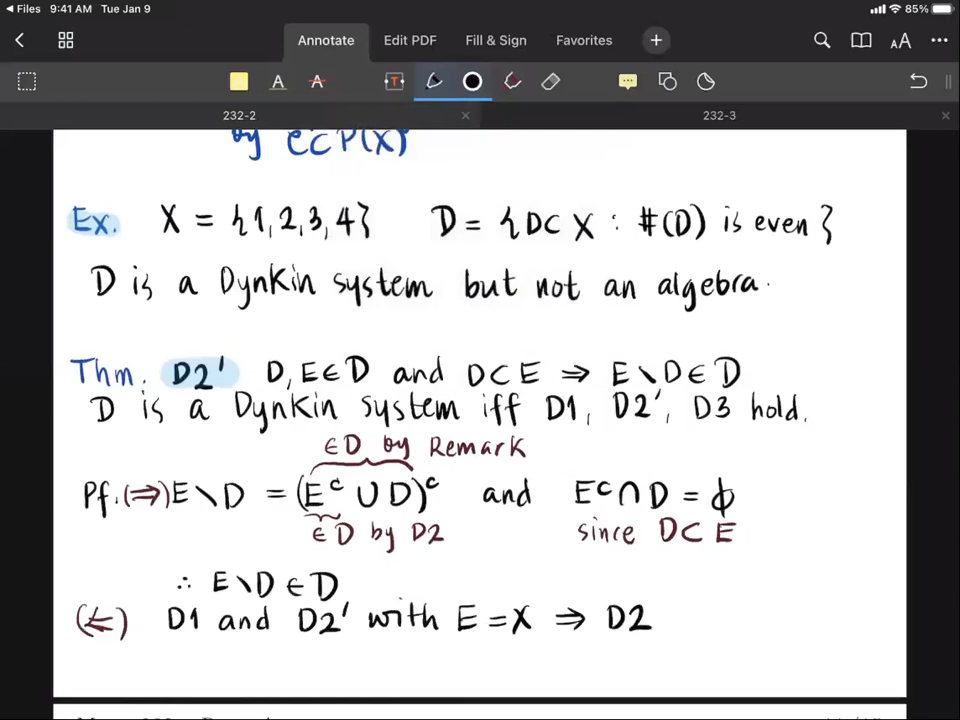 Files 9:41 AM Tue Jan 9 85%
Annotate Edit PDF Fill & Sign Favorites
232-2 232-3
by C⊂P(X)
Ex. X = {1,2,3,4} D = {D⊂X : #(D) is even}
D is a Dynkin system but not an algebra.
Thm. D2' D, E∈D and D⊂E ⇒ E\D∈D
D is a Dynkin system iff D1, D2', D3 hold.
∈D by Remark
Pf. (⇒) E\D = (Eᶜ ∪ D)ᶜ and Eᶜ∩D = ϕ
∈D by D2 since D⊂E
∴ E\D ∈ D
(⇐) D1 and D2' with E=X ⇒ D2